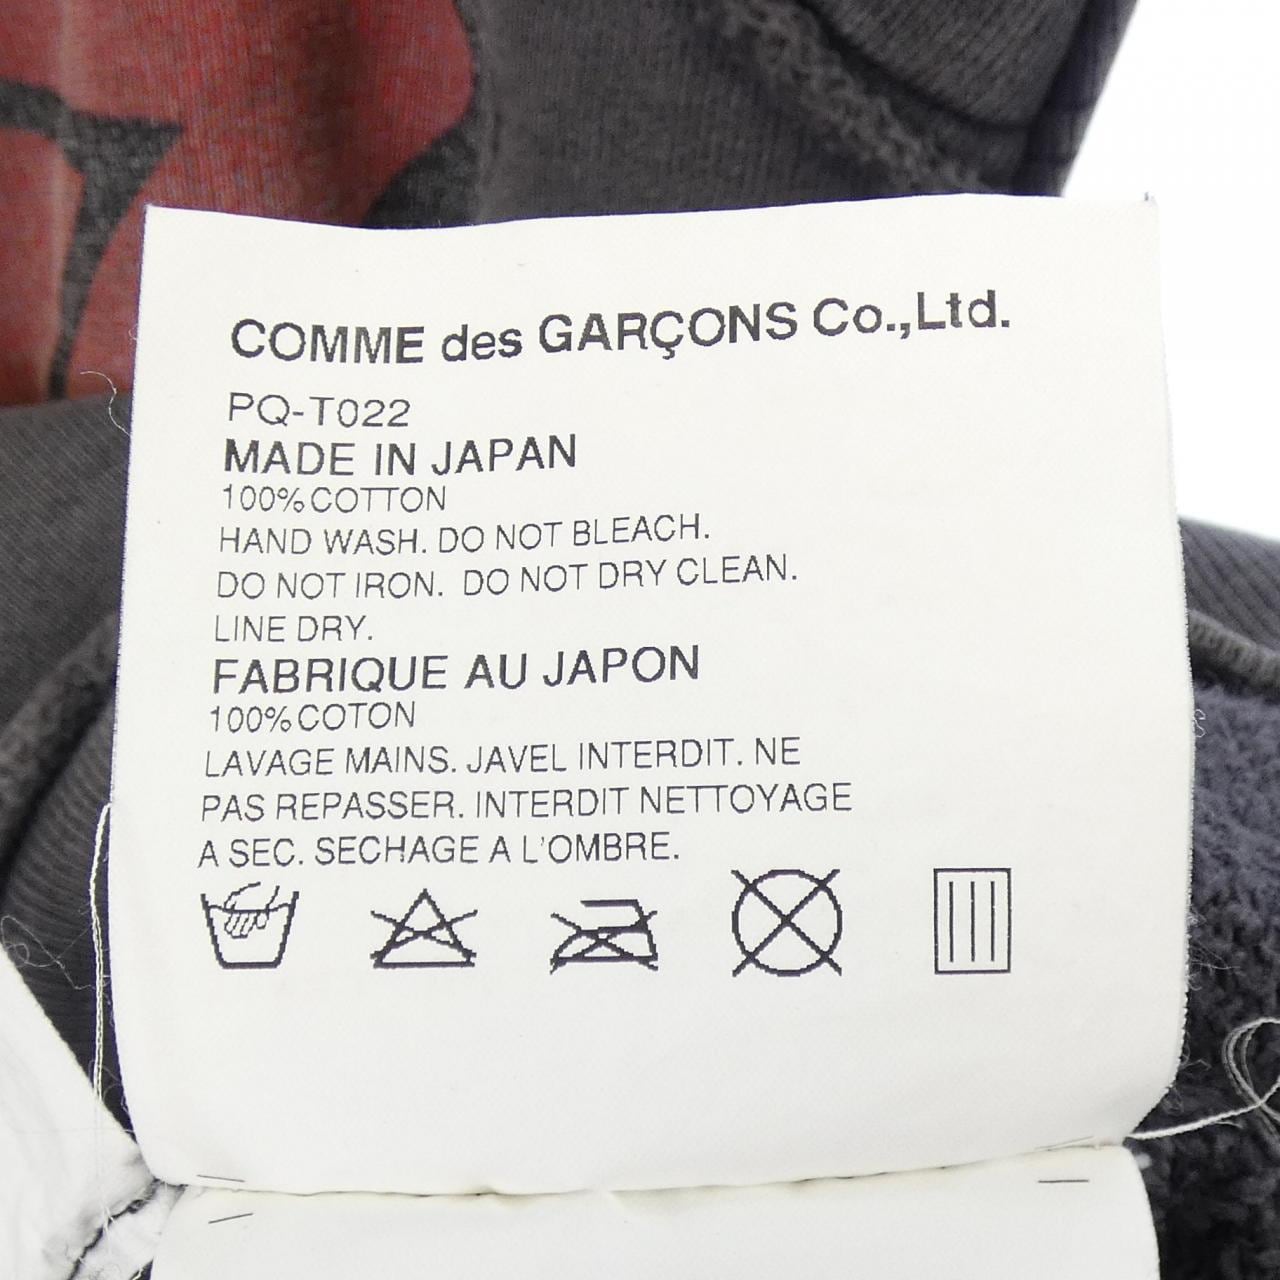 COMME des GARÇONS Co.,Ltd.
PQ-T022
MADE IN JAPAN
100%COTTON
HAND WASH. DO NOT BLEACH.
DO NOT IRON. DO NOT DRY CLEAN.
LINE DRY.
FABRIQUE AU JAPON
100%COTON
LAVAGE MAINS. JAVEL INTERDIT. NE
PAS REPASSER. INTERDIT NETTOYAGE
A SEC. SECHAGE A L'OMBRE.